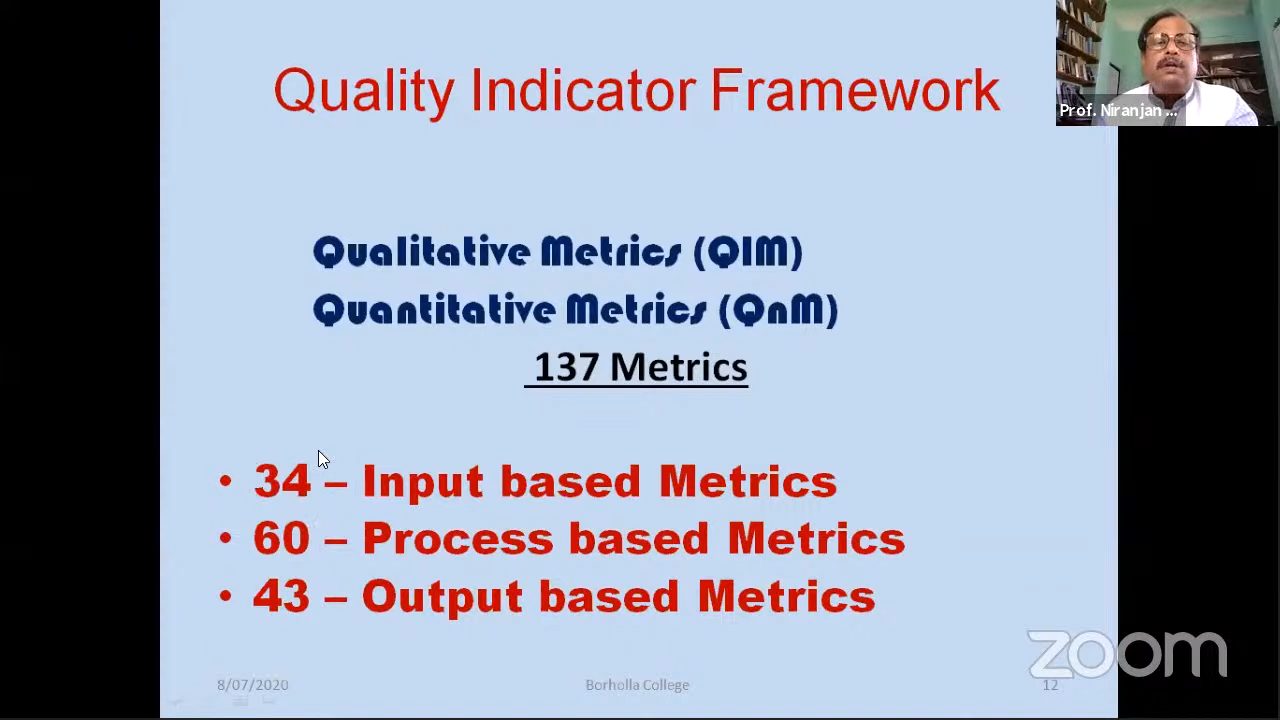 Quality Indicator Framework
Prof. Niranjan ...
Qualitative Metrics (QlM)
Quantitative Metrics (QnM)
137 Metrics
• 34 – Input based Metrics
• 60 – Process based Metrics
• 43 – Output based Metrics
zoom
8/07/2020 Borholla College 12